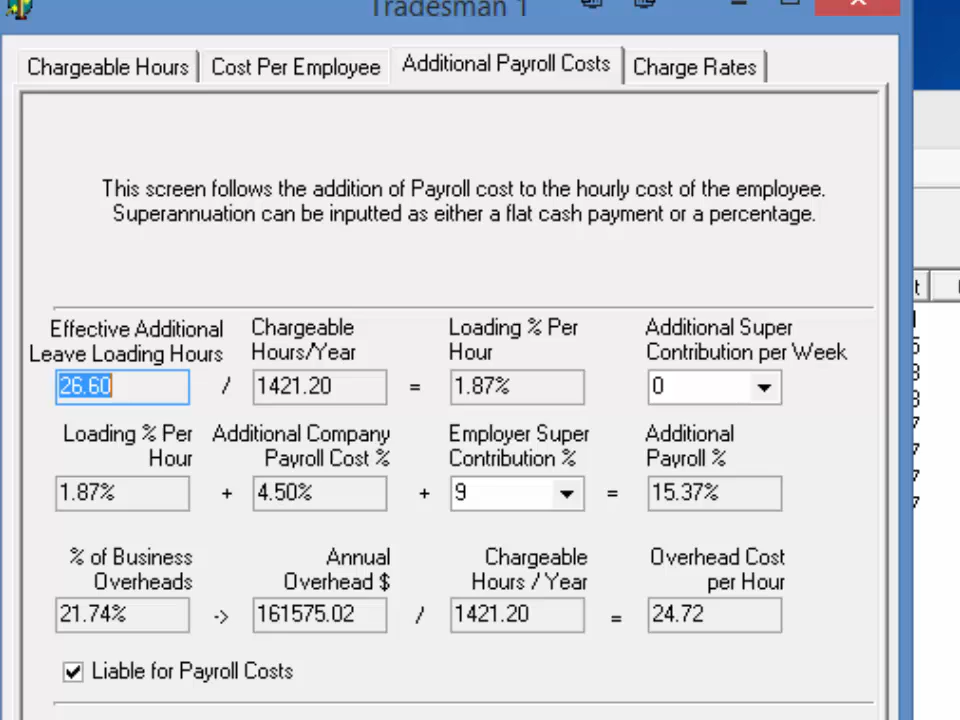 Tradesman 1
Chargeable Hours
Cost Per Employee
Additional Payroll Costs
Charge Rates
This screen follows the addition of Payroll cost to the hourly cost of the employee.
Superannuation can be inputted as either a flat cash payment or a percentage.
Effective Additional
Leave Loading Hours
Chargeable
Hours/Year
Loading % Per
Hour
Additional Super
Contribution per Week
26.60 / 1421.20 = 1.87% 0
Loading % Per
Hour
Additional Company
Payroll Cost %
Employer Super
Contribution %
Additional
Payroll %
1.87% + 4.50% + 9 = 15.37%
% of Business
Overheads
Annual
Overhead $
Chargeable
Hours / Year
Overhead Cost
per Hour
21.74% -> 161575.02 / 1421.20 = 24.72
Liable for Payroll Costs